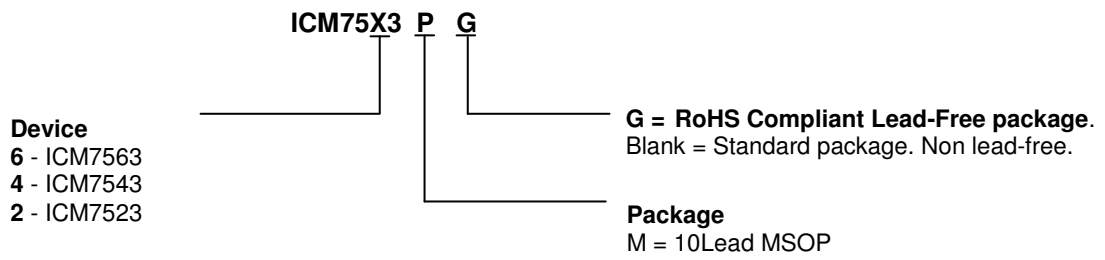 ICM75X3 P G
Device
6 - ICM7563
4 - ICM7543
2 - ICM7523
G = RoHS Compliant Lead-Free package.
Blank = Standard package. Non lead-free.
Package
M = 10Lead MSOP